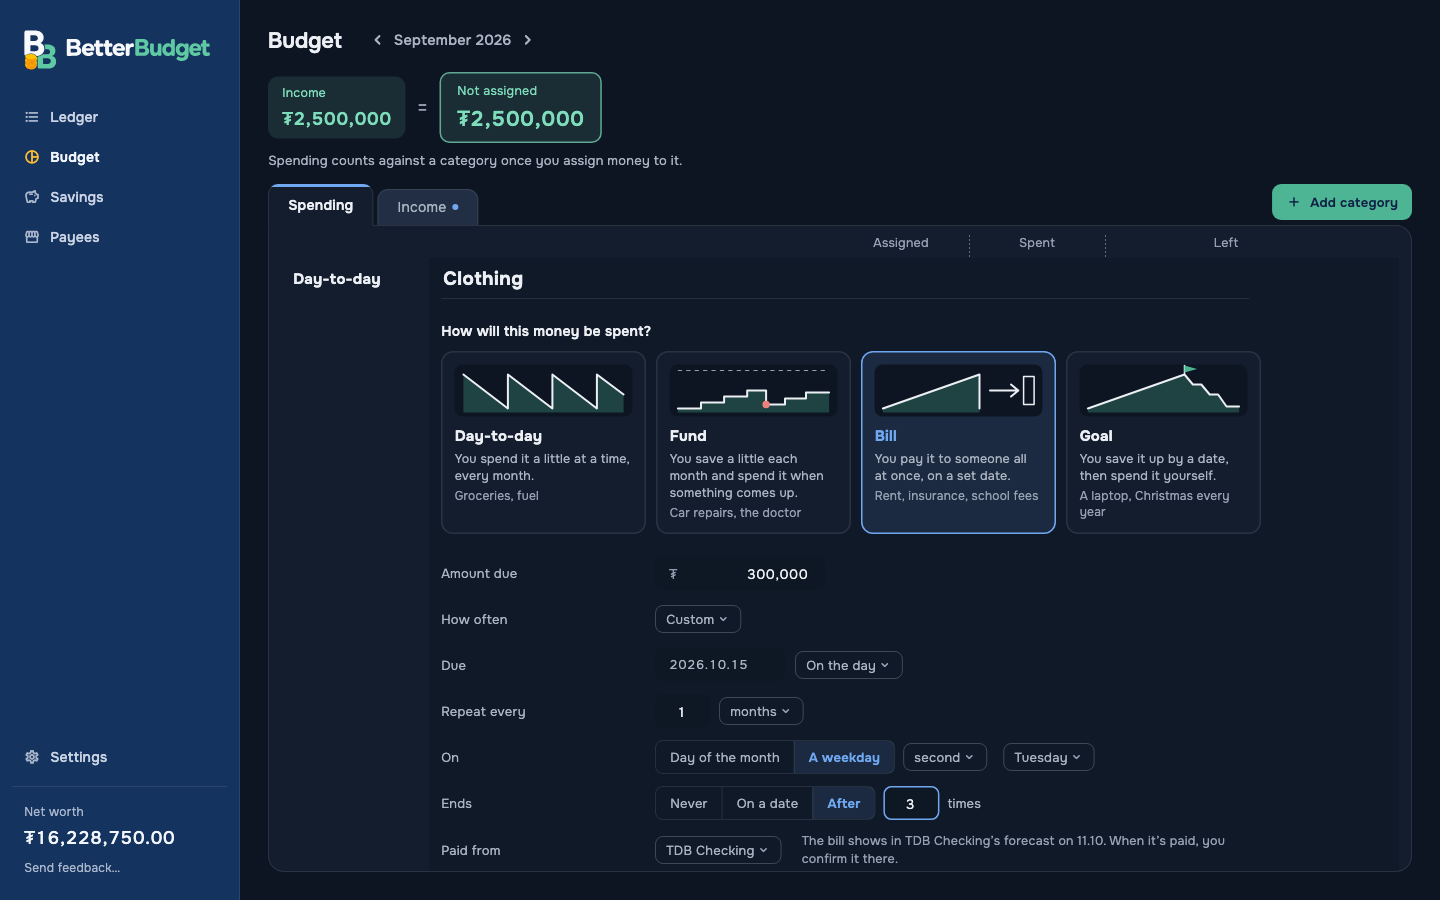 BetterBudget
Ledger
Budget
Savings
Payees
Settings
Net worth
₮16,228,750.00
Send feedback...
Budget
September 2026
Income
₮2,500,000
=
Not assigned
₮2,500,000
Spending counts against a category once you assign money to it.
Spending
Income
Add category
Assigned
Spent
Left
Day-to-day
Clothing
How will this money be spent?
Day-to-day
You spend it a little at a time,
every month.
Groceries, fuel
Fund
You save a little each
month and spend it when
something comes up.
Car repairs, the doctor
Bill
You pay it to someone all
at once, on a set date.
Rent, insurance, school fees
Goal
You save it up by a date,
then spend it yourself.
A laptop, Christmas every
year
Amount due
₮ 300,000
How often
Custom
Due
2026.10.15
On the day
Repeat every
1
months
On
Day of the month
A weekday
second
Tuesday
Ends
Never
On a date
After
3
times
Paid from
TDB Checking
The bill shows in TDB Checking's forecast on 11.10. When it's paid, you
confirm it there.